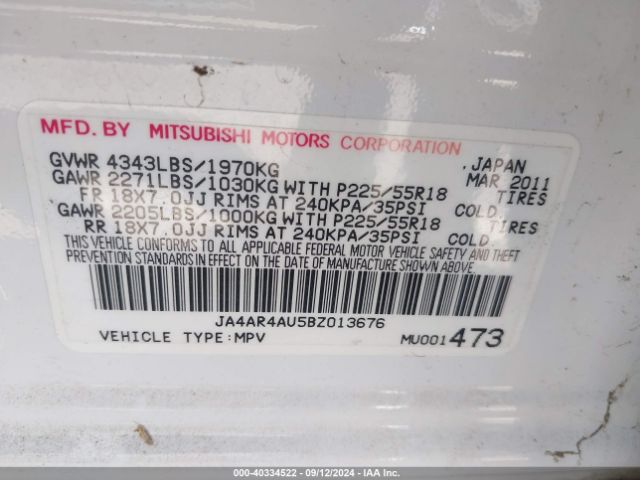 MFD. BY MITSUBISHI MOTORS CORPORATION
GVWR 4343LBS/1970KG JAPAN
GAWR 2271LBS/1030KG WITH P225/55R18 MAR 2011
FR 18X7.0JJ RIMS AT 240KPA/35PSI COLD. TIRES
GAWR 2205LBS/1000KG WITH P225/55R18 TIRES
RR 18X7.0JJ RIMS AT 240KPA/35PSI COLD.
THIS VEHICLE CONFORMS TO ALL APPLICABLE FEDERAL MOTOR VEHICLE SAFETY AND THEFT
PREVENTION STANDARDS IN EFFECT ON THE DATE OF MANUFACTURE SHOWN ABOVE.
JA4AR4AU5BZ013676
VEHICLE TYPE:MPV MU001473
000-40334522 - 09/12/2024 - IAA Inc.